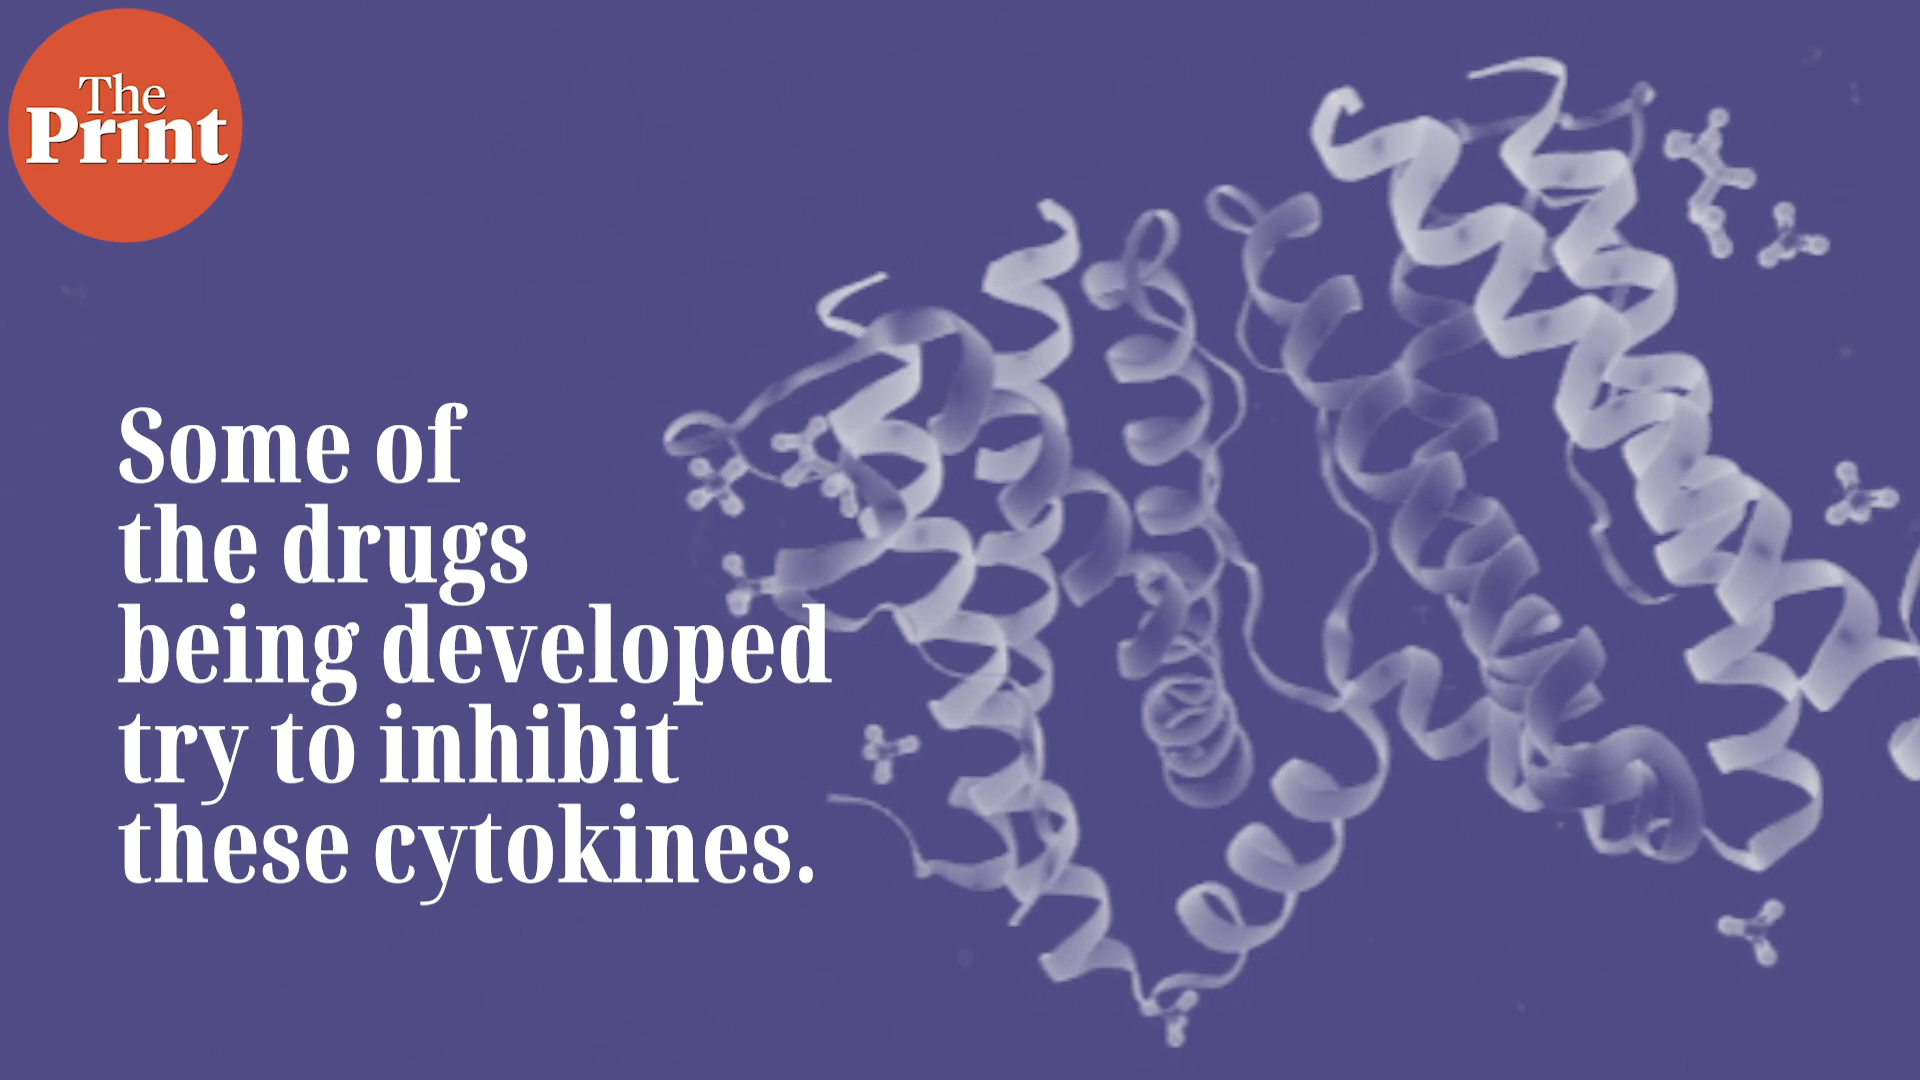 The
Print
Some of
the drugs
being developed
try to inhibit
these cytokines.